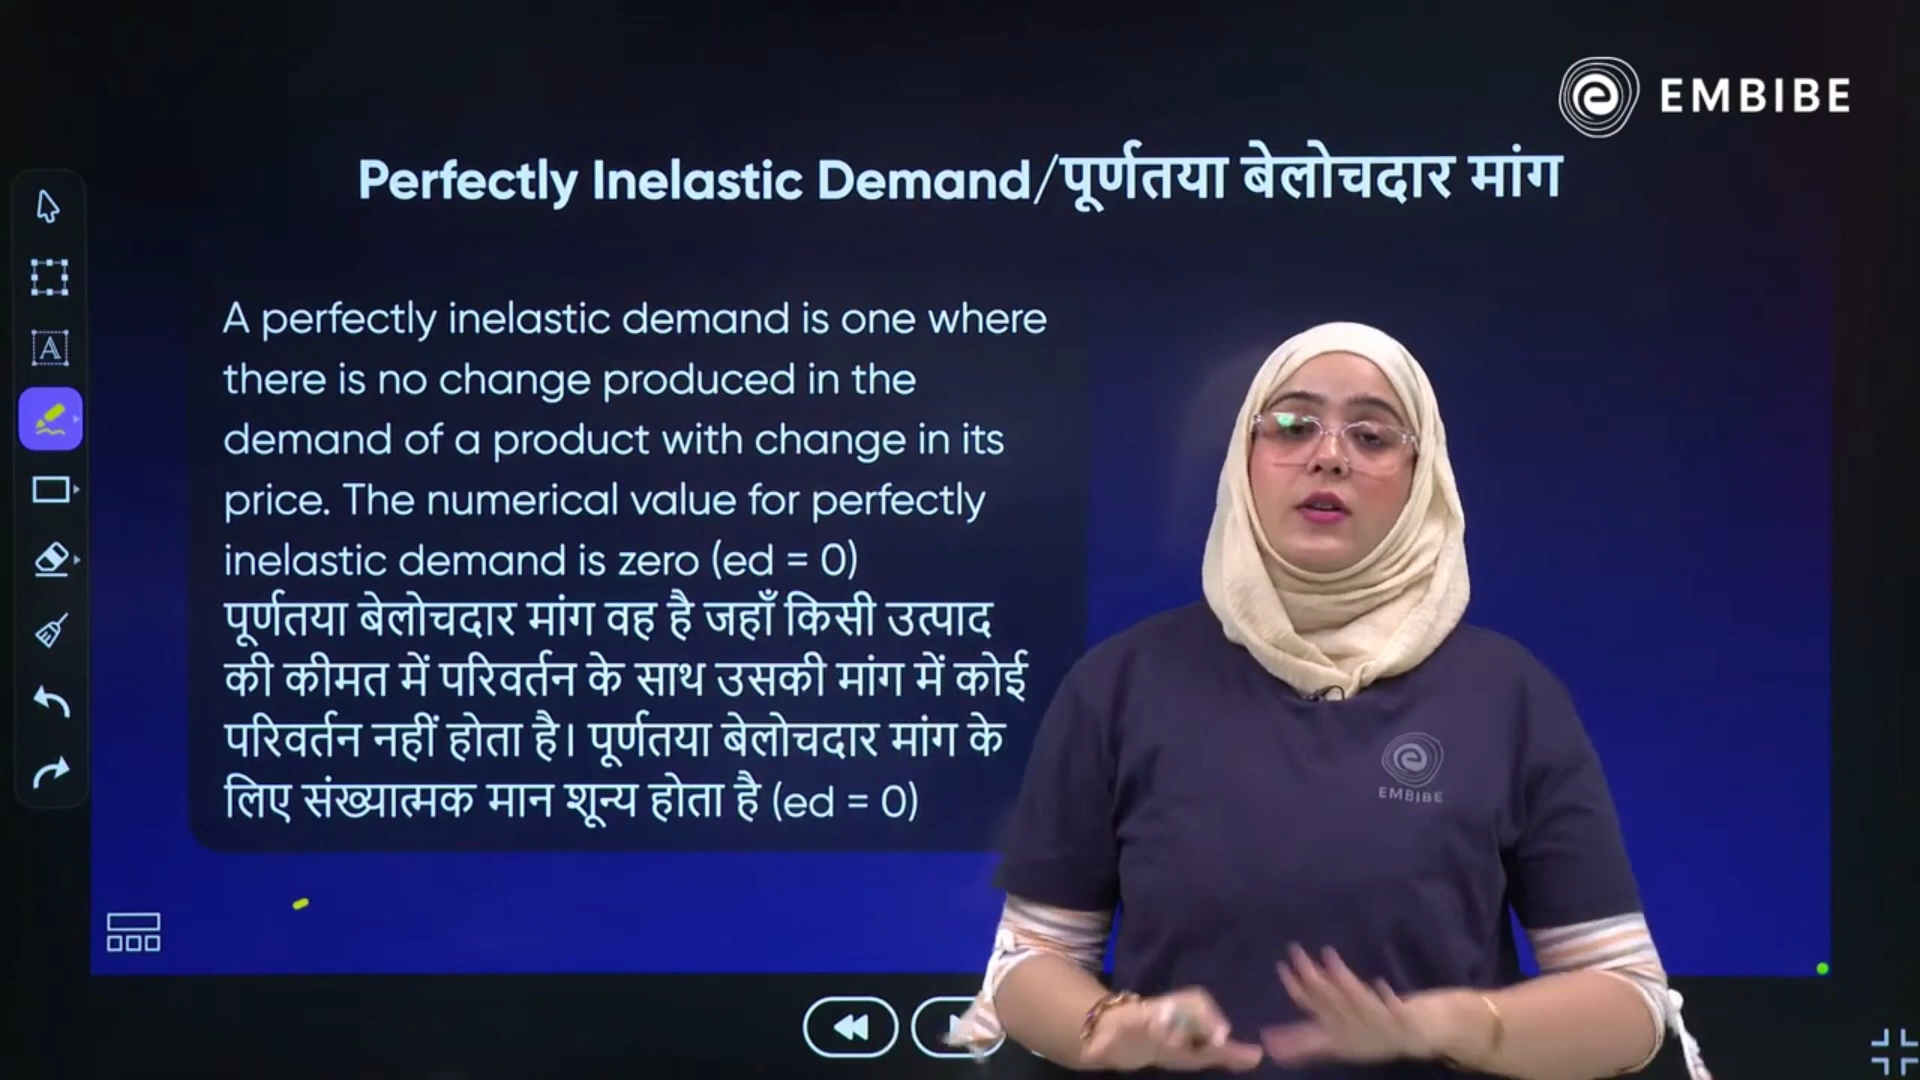 EMBIBE
Perfectly Inelastic Demand/पूर्णतया बेलोचदार मांग
A perfectly inelastic demand is one where
there is no change produced in the
demand of a product with change in its
price. The numerical value for perfectly
inelastic demand is zero (ed = 0)
पूर्णतया बेलोचदार मांग वह है जहाँ किसी उत्पाद
की कीमत में परिवर्तन के साथ उसकी मांग में कोई
परिवर्तन नहीं होता है। पूर्णतया बेलोचदार मांग के
लिए संख्यात्मक मान शून्य होता है (ed = 0)
EMBIBE